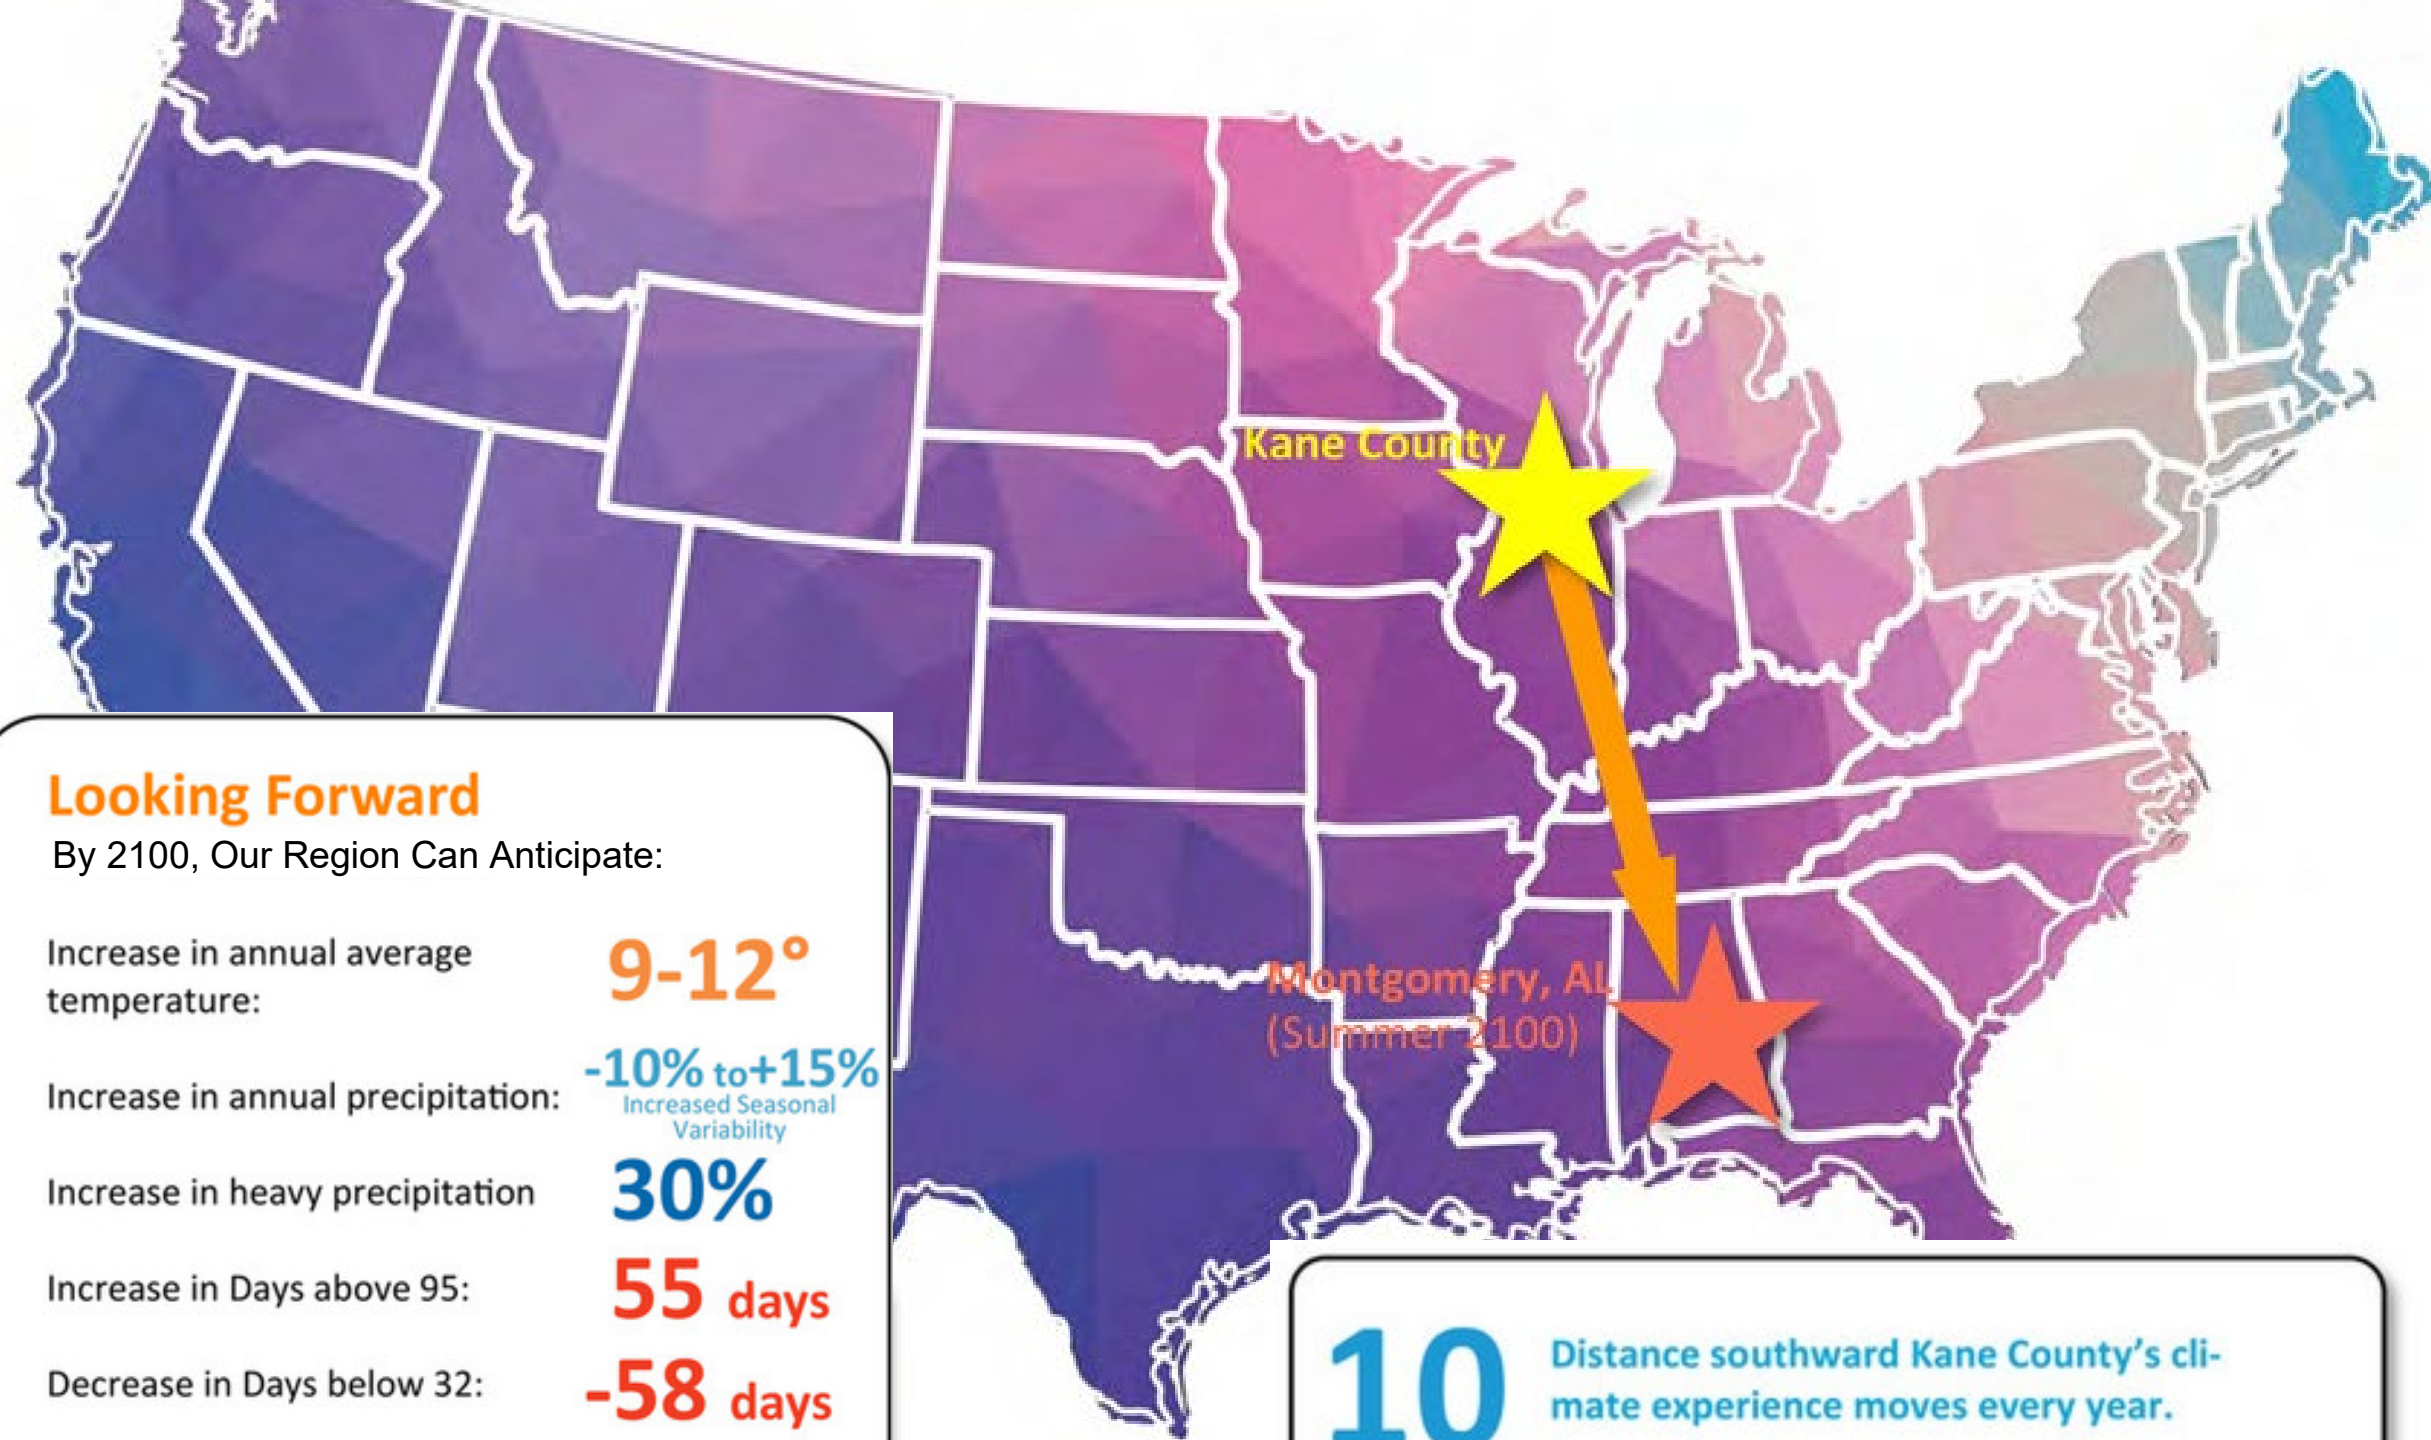 Kane County
Montgomery, AL
(Summer 2100)
Looking Forward
By 2100, Our Region Can Anticipate:
Increase in annual average
temperature:
9-12°
Increase in annual precipitation:
-10% to+15%
Increased Seasonal
Variability
Increase in heavy precipitation
30%
Increase in Days above 95:
55 days
Decrease in Days below 32:
-58 days
10
Distance southward Kane County's cli-
mate experience moves every year.